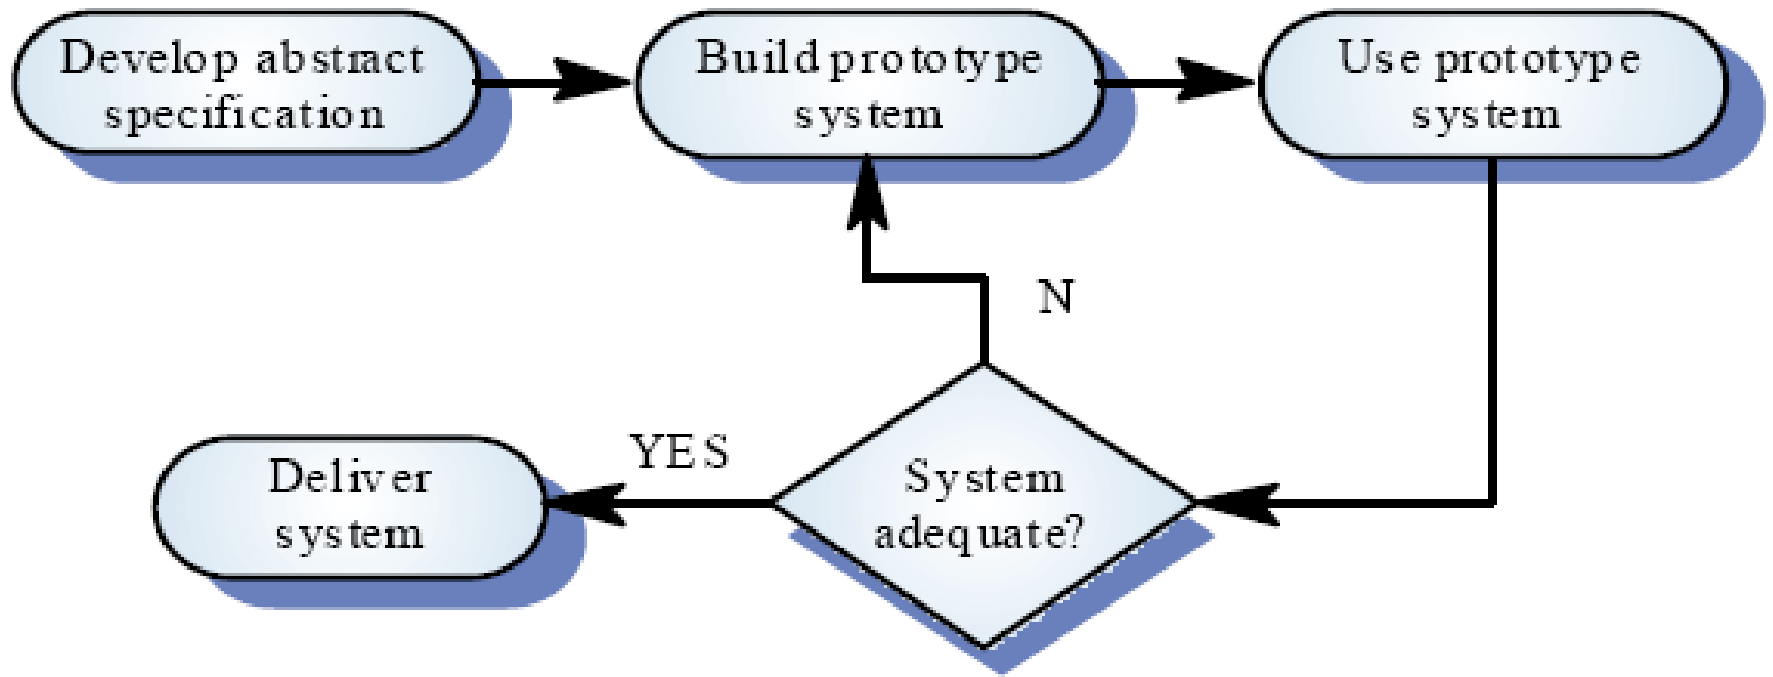 Develop abstract
specification
Build prototype
system
Use prototype
system
N
YES
System
adequate?
Deliver
system